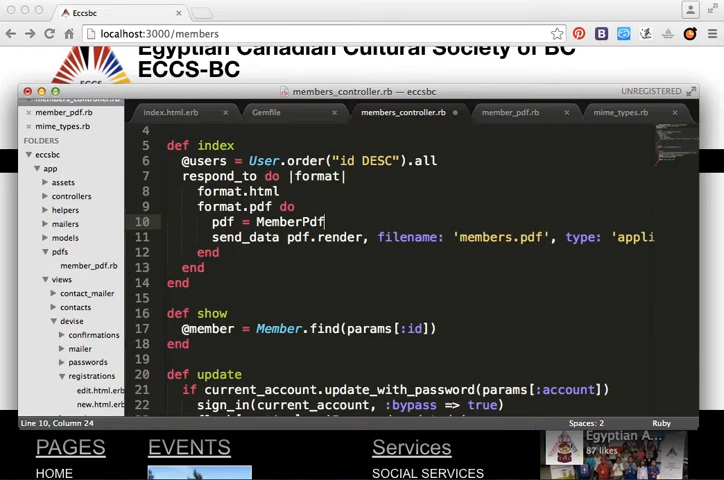 Eccsbc
localhost:3000/members
Egyptian Canadian Cultural Society of BC
ECCS-BC
members_controller.rb — eccsbc
UNREGISTERED
members_controller.rb
member_pdf.rb
mime_types.rb
FOLDERS
eccsbc
app
assets
controllers
helpers
mailers
models
pdfs
member_pdf.rb
views
contact_mailer
contacts
devise
confirmations
mailer
passwords
registrations
edit.html.erb
new.html.erb
index.html.erb
Gemfile
members_controller.rb
member_pdf.rb
mime_types.rb
4
5 def index
6 @users = User.order("id DESC").all
7 respond_to do |format|
8 format.html
9 format.pdf do
10 pdf = MemberPdf
11 send_data pdf.render, filename: 'members.pdf', type: 'appli
12 end
13 end
14 end
15
16 def show
17 @member = Member.find(params[:id])
18 end
19
20 def update
21 if current_account.update_with_password(params[:account])
22 sign_in(current_account, :bypass => true)
Line 10, Column 24
Spaces: 2
Ruby
PAGES
HOME
EVENTS
Services
SOCIAL SERVICES
Egyptian A...
87 likes